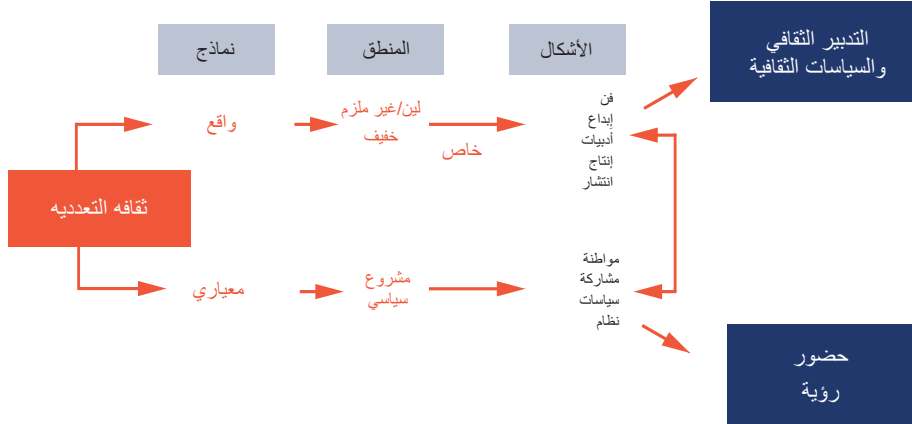 التدبير الثقافي
والسياسات الثقافية
الأشكال
المنطق
نماذج
فن
إبداع
أدبيات
إنتاج
انتشار
خاص
لين/غير ملزم
خفيف
واقع
ثقافه التعدديه
معياري
مشروع
سياسي
مواطنة
مشاركة
سياسات
نظام
حضور
رؤية